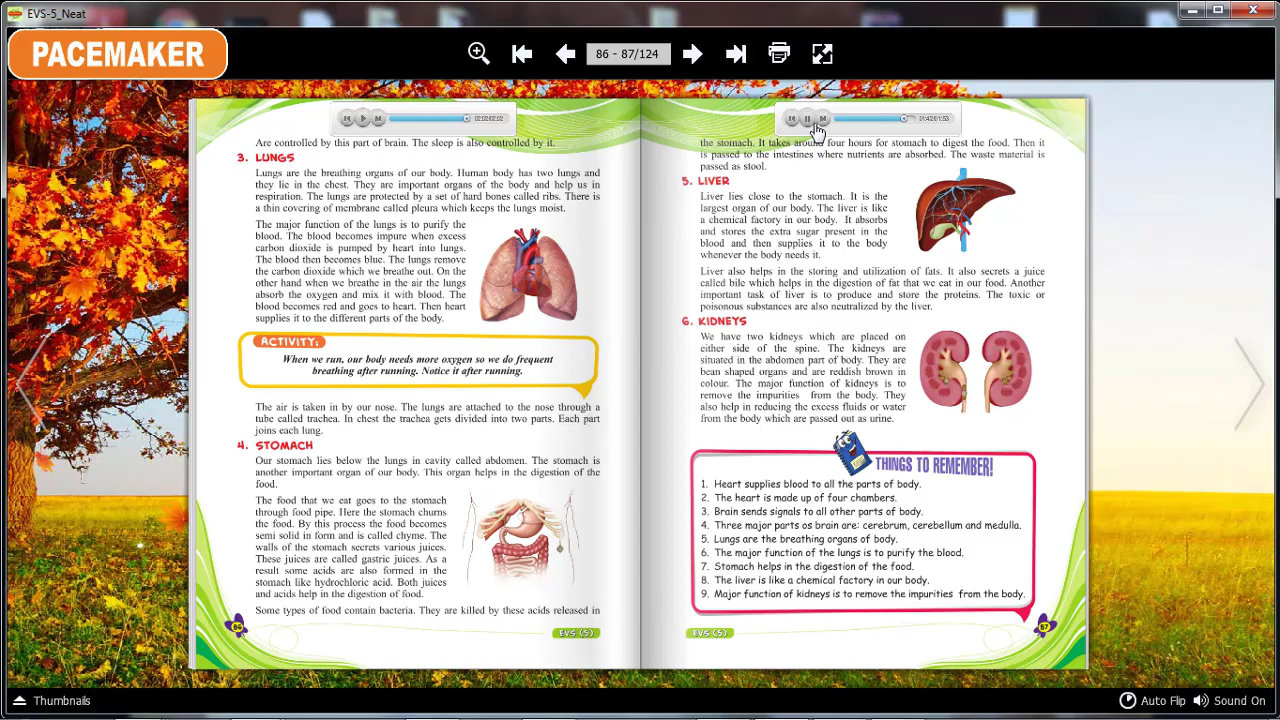 EVS-5_Neat
PACEMAKER
86 - 87/124
02:02/02:02
Are controlled by this part of brain. The sleep is also controlled by it.
3. LUNGS
Lungs are the breathing organs of our body. Human body has two lungs and
they lie in the chest. They are important organs of the body and help us in
respiration. The lungs are protected by a set of hard bones called ribs. There is
a thin covering of membrane called pleura which keeps the lungs moist.
The major function of the lungs is to purify the
blood. The blood becomes impure when excess
carbon dioxide is pumped by heart into lungs.
The blood then becomes blue. The lungs remove
the carbon dioxide which we breathe out. On the
other hand when we breathe in the air the lungs
absorb the oxygen and mix it with blood. The
blood becomes red and goes to heart. Then heart
supplies it to the different parts of the body.
ACTIVITY:
When we run, our body needs more oxygen so we do frequent
breathing after running. Notice it after running.
The air is taken in by our nose. The lungs are attached to the nose through a
tube called trachea. In chest the trachea gets divided into two parts. Each part
joins each lung.
4. STOMACH
Our stomach lies below the lungs in cavity called abdomen. The stomach is
another important organ of our body. This organ helps in the digestion of the
food.
The food that we eat goes to the stomach
through food pipe. Here the stomach churns
the food. By this process the food becomes
semi solid in form and is called chyme. The
walls of the stomach secrets various juices.
These juices are called gastric juices. As a
result some acids are also formed in the
stomach like hydrochloric acid. Both juices
and acids help in the digestion of food.
Some types of food contain bacteria. They are killed by these acids released in
86
EVS (5)
01:42/01:53
the stomach. It takes around four hours for stomach to digest the food. Then it
is passed to the intestines where nutrients are absorbed. The waste material is
passed as stool.
5. LIVER
Liver lies close to the stomach. It is the
largest organ of our body. The liver is like
a chemical factory in our body. It absorbs
and stores the extra sugar present in the
blood and then supplies it to the body
whenever the body needs it.
Liver also helps in the storing and utilization of fats. It also secrets a juice
called bile which helps in the digestion of fat that we eat in our food. Another
important task of liver is to produce and store the proteins. The toxic or
poisonous substances are also neutralized by the liver.
6. KIDNEYS
We have two kidneys which are placed on
either side of the spine. The kidneys are
situated in the abdomen part of body. They are
bean shaped organs and are reddish brown in
colour. The major function of kidneys is to
remove the impurities from the body. They
also help in reducing the excess fluids or water
from the body which are passed out as urine.
THINGS TO REMEMBER!
1. Heart supplies blood to all the parts of body.
2. The heart is made up of four chambers.
3. Brain sends signals to all other parts of body.
4. Three major parts os brain are: cerebrum, cerebellum and medulla.
5. Lungs are the breathing organs of body.
6. The major function of the lungs is to purify the blood.
7. Stomach helps in the digestion of the food.
8. The liver is like a chemical factory in our body.
9. Major function of kidneys is to remove the impurities from the body.
EVS (5)
87
Thumbnails
Auto Flip
Sound On